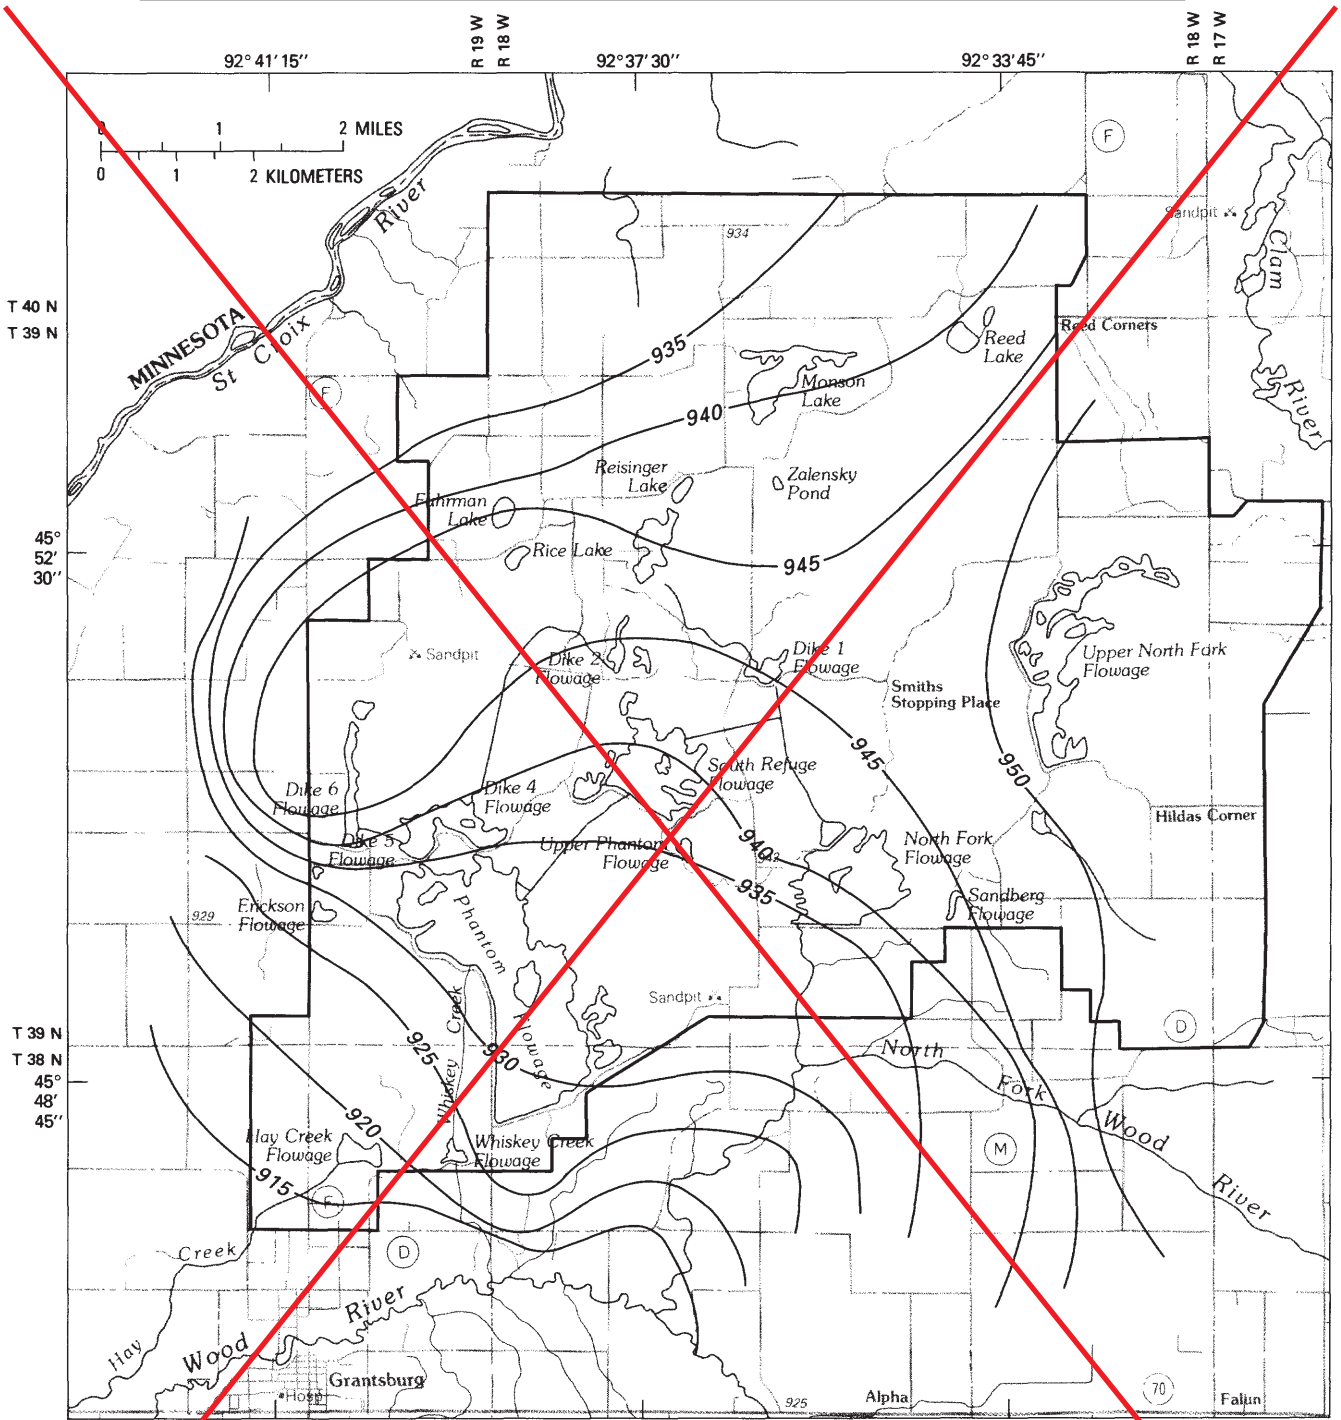 R 19 W
R 18 W
R 18 W
R 17 W
92°41'15"
92°37'30"
92°33'45"
0 1 2 MILES
0 1 2 KILOMETERS
F
Sandpit
Clam
River
River
934
T 40 N
T 39 N
MINNESOTA
St Croix
935
Reed Corners
Reed
Lake
Monson
Lake
F
940
Reisinger
Lake
Zalensky
Pond
Fuhrman
Lake
45°
52'
30"
Rice Lake
945
Sandpit
Dike 2
Flowage
Dike 1
Flowage
Upper North Fork
Flowage
Smiths
Stopping Place
945
950
South Refuge
Flowage
Dike 6
Flowage
Dike 4
Flowage
Hildas Corner
Dike 5
Flowage
Upper Phantom
Flowage
940
North Fork
Flowage
935
Sandberg
Flowage
Erickson
Flowage
929
Phantom
Flowage
Sandpit
Whiskey Creek
T 39 N
T 38 N
45°
48'
45"
925
930
North
Fork
Wood
River
D
920
Hay Creek
Flowage
Whiskey Creek
Flowage
M
915
F
Creek
D
Hay
Wood
River
Grantsburg
Hosp
925
Alpha
70
Falun